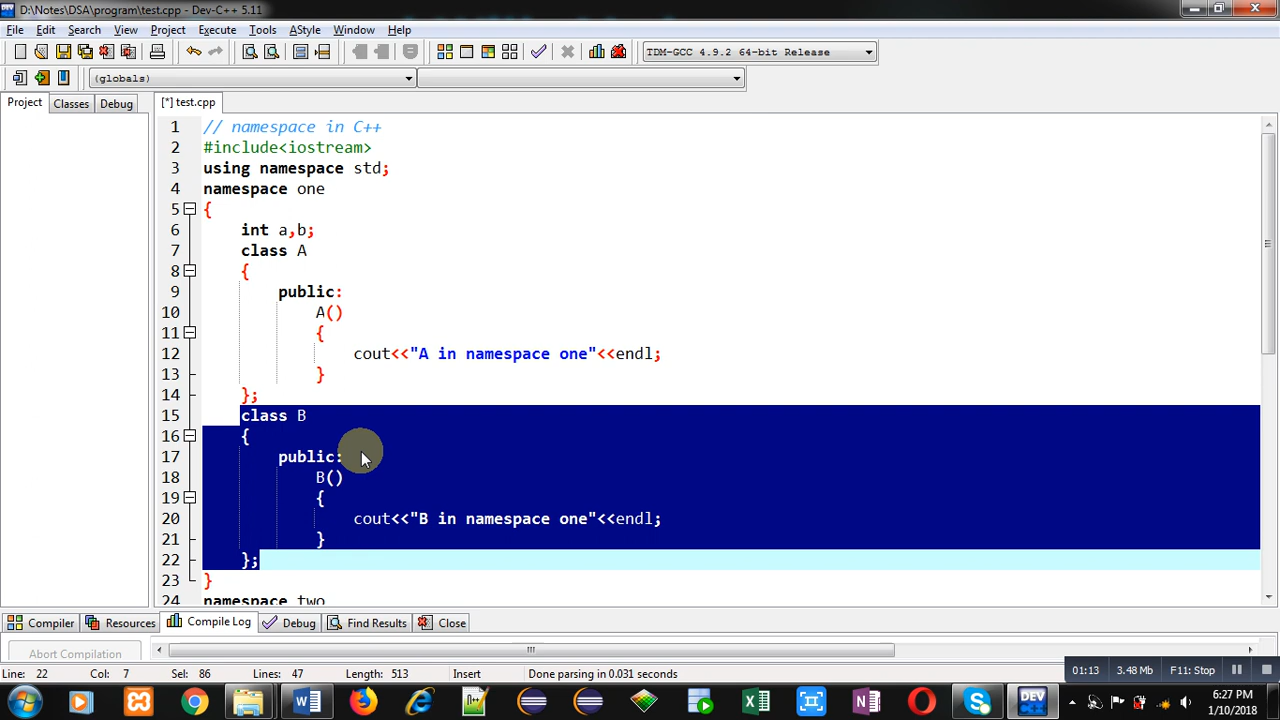 D:\Notes\DSA\program\test.cpp - Dev-C++ 5.11
File Edit Search View Project Execute Tools AStyle Window Help
TDM-GCC 4.9.2 64-bit Release
(globals)
Project Classes Debug [*] test.cpp
1 // namespace in C++
2 #include<iostream>
3 using namespace std;
4 namespace one
5 {
6 int a,b;
7 class A
8 {
9 public:
10 A()
11 {
12 cout<<"A in namespace one"<<endl;
13 }
14 };
15 class B
16 {
17 public:
18 B()
19 {
20 cout<<"B in namespace one"<<endl;
21 }
22 };
23 }
24 namespace two
Compiler Resources Compile Log Debug Find Results Close
Abort Compilation
Line: 22 Col: 7 Sel: 86 Lines: 47 Length: 513 Insert Done parsing in 0.031 seconds
01:13 3.48 Mb F11: Stop
DEV
6:27 PM
1/10/2018